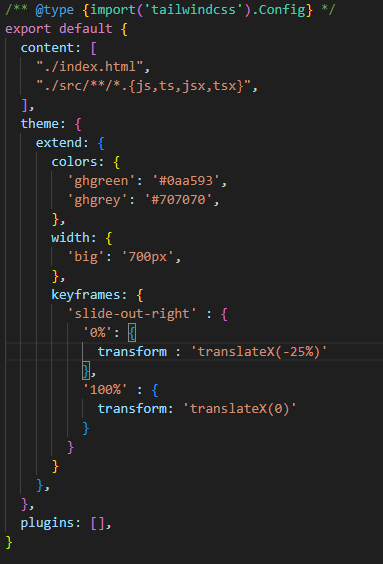 /** @type {import('tailwindcss').Config} */
export default {
  content: [
    "./index.html",
    "./src/**/*.{js,ts,jsx,tsx}",
  ],
  theme: {
    extend: {
      colors: {
        'ghgreen': '#0aa593',
        'ghgrey': '#707070',
      },
      width: {
        'big': '700px',
      },
      keyframes: {
        'slide-out-right' : {
          '0%': {
            transform : 'translateX(-25%)'
          },
          '100%' : {
            transform: 'translateX(0)'
          }
        }
      }
    },
  },
  plugins: [],
}